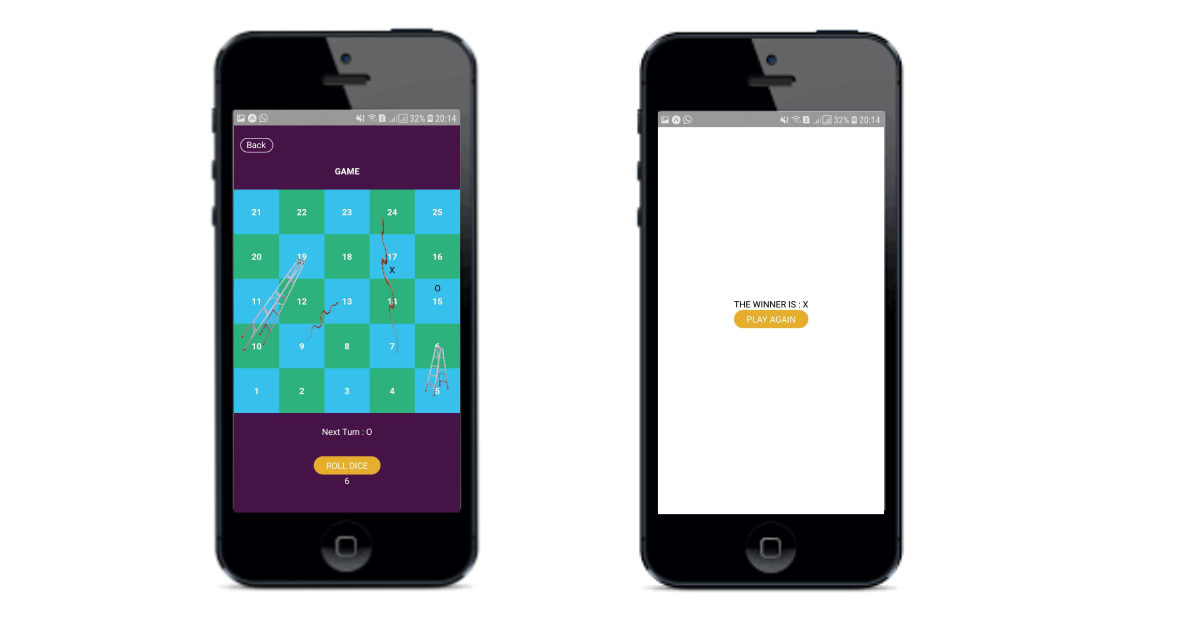 32% 20:14
Back
GAME
21 22 23 24 25
20 19 18 17 16
X
O
11 12 13 14 15
10 9 8 7 6
1 2 3 4 5
Next Turn : O
ROLL DICE
6
32% 20:14
THE WINNER IS : X
PLAY AGAIN